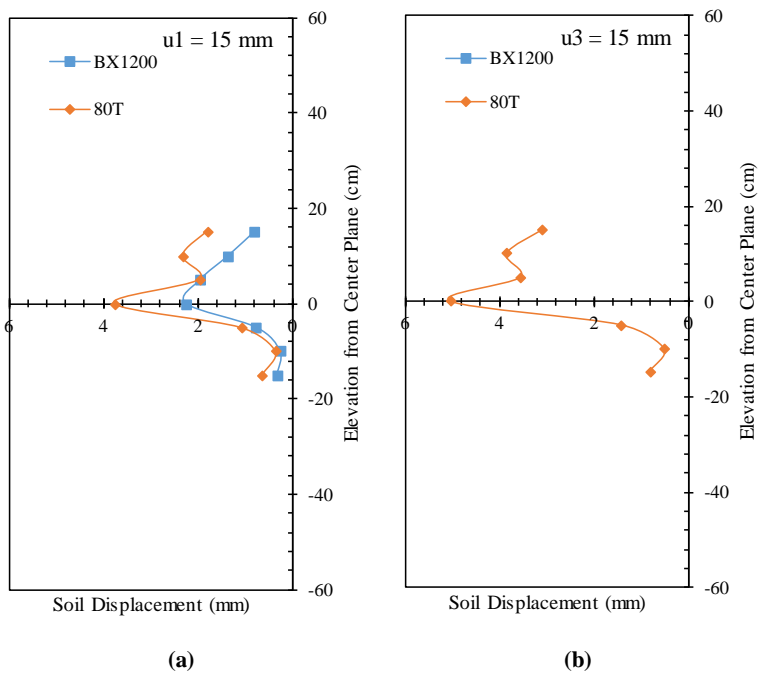 u1 = 15 mm
BX1200
80T
60
40
20
0
-20
-40
-60
6
4
2
0
Elevation from Center Plane (cm)
Soil Displacement (mm)
(a)
u3 = 15 mm
BX1200
80T
60
40
20
0
-20
-40
-60
6
4
2
0
Elevation from Center Plane (cm)
Soil Displacement (mm)
(b)